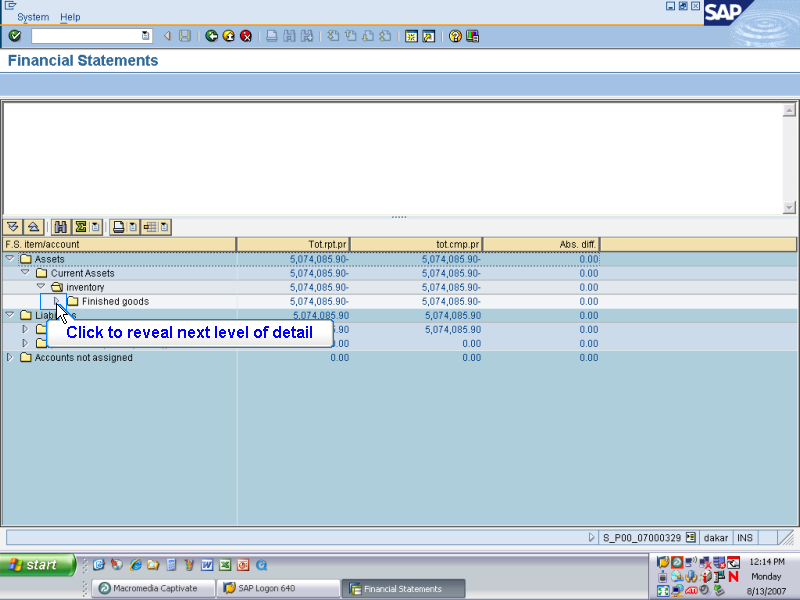 System Help
SAP
Financial Statements
F.S. item/account Tot.rpt.pr tot.cmp.pr Abs. diff.
Assets 5,074,085.90- 5,074,085.90- 0.00
Current Assets 5,074,085.90- 5,074,085.90- 0.00
inventory 5,074,085.90- 5,074,085.90- 0.00
Finished goods 5,074,085.90- 5,074,085.90- 0.00
5,074,085.90 5,074,085.90 0.00
Click to reveal next level of detail
5,074,085.90 0.00
0.00 0.00 0.00
Accounts not assigned 0.00 0.00 0.00
S_P00_07000329 dakar INS
start
12:14 PM
Monday
8/13/2007
Macromedia Captivate SAP Logon 640 Financial Statements